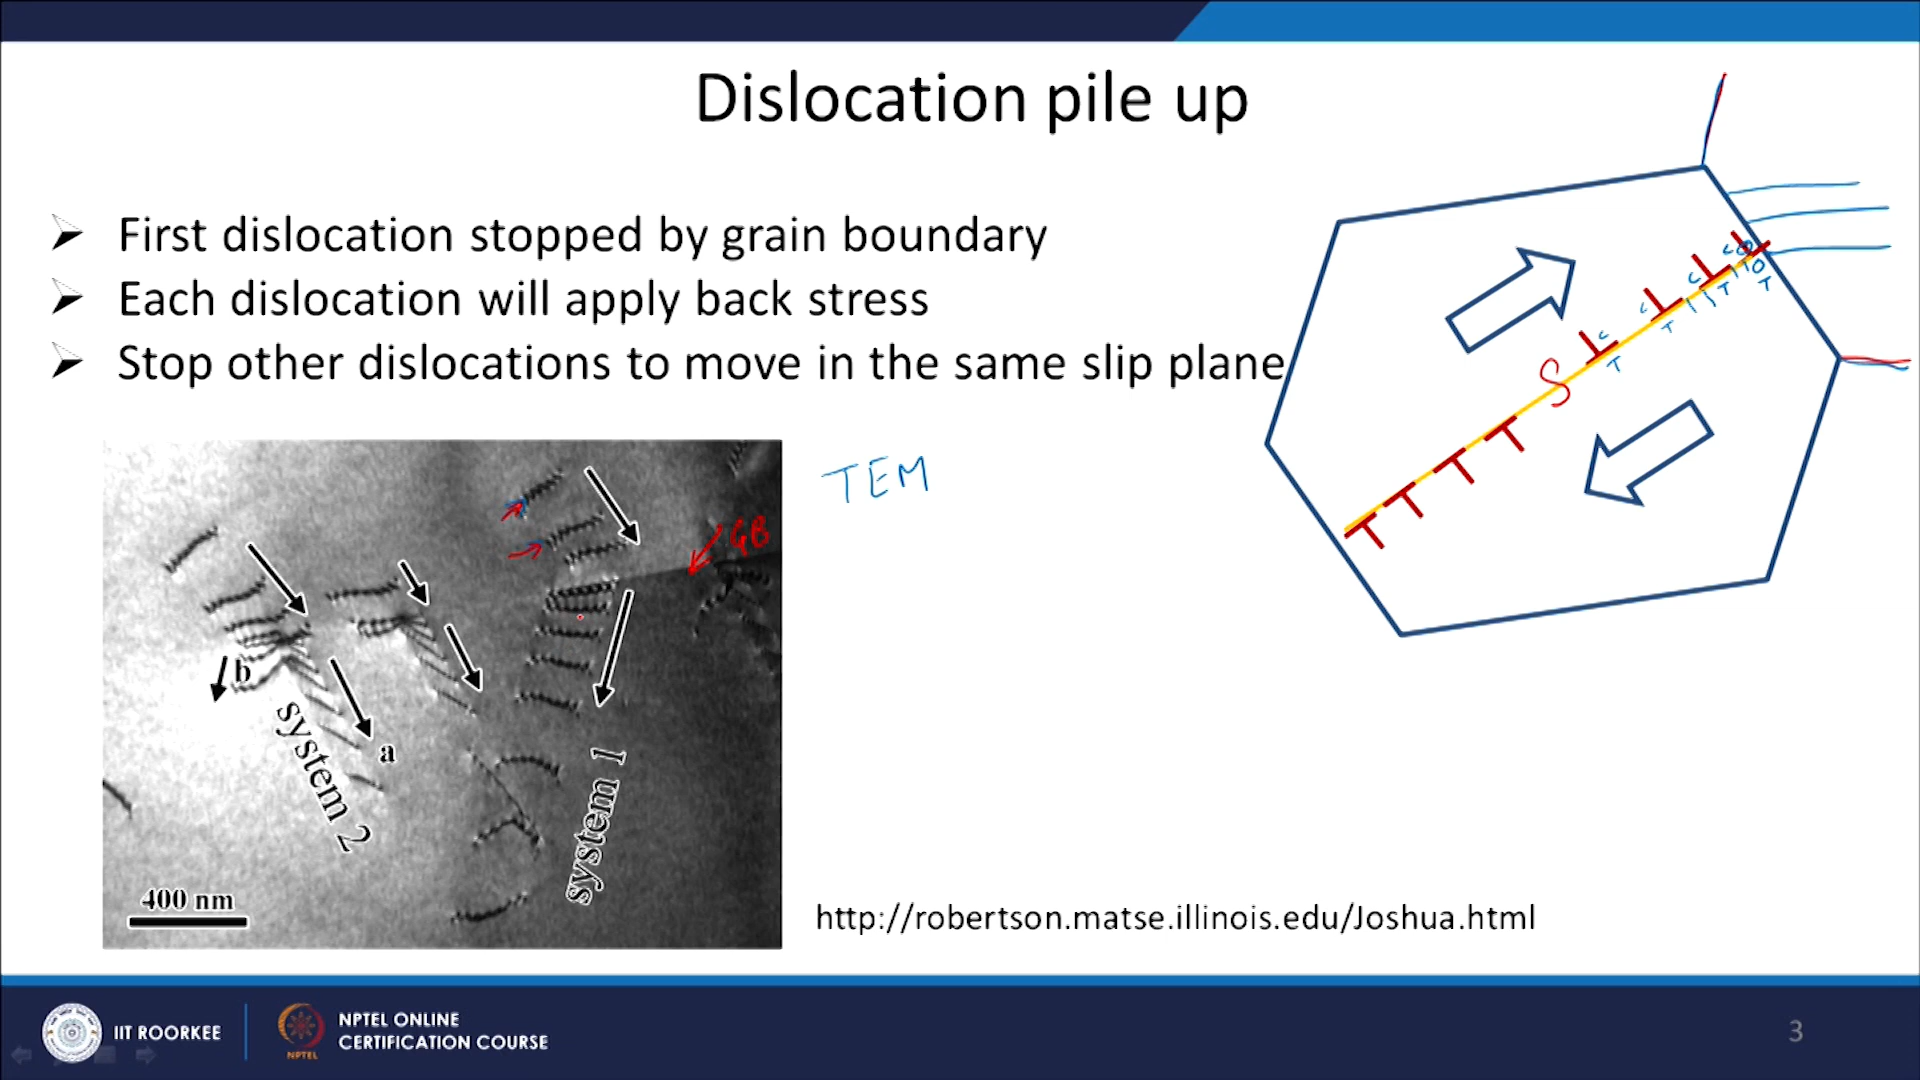 Dislocation pile up
First dislocation stopped by grain boundary
Each dislocation will apply back stress
Stop other dislocations to move in the same slip plane
TEM
GB
S
C
T
C
T
C
T
C
T
b
a
system 2
system 1
400 nm
http://robertson.matse.illinois.edu/Joshua.html
IIT ROORKEE
NPTEL
NPTEL ONLINE
CERTIFICATION COURSE
3